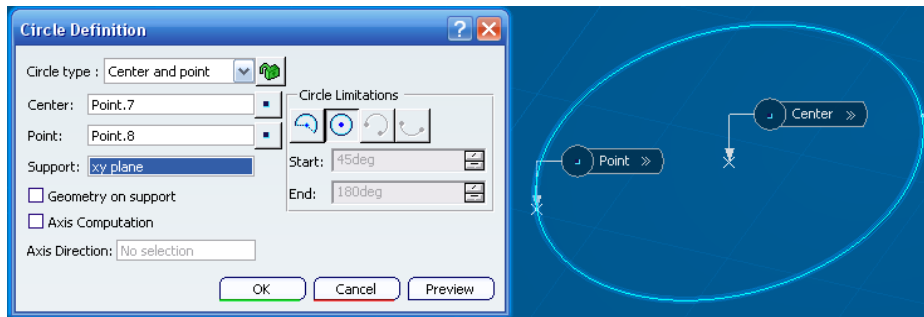 Circle Definition
Circle type : Center and point
Center: Point.7
Point: Point.8
Support: xy plane
Geometry on support
Axis Computation
Axis Direction: No selection
Circle Limitations
Start: 45deg
End: 180deg
OK Cancel Preview
Center »
Point »